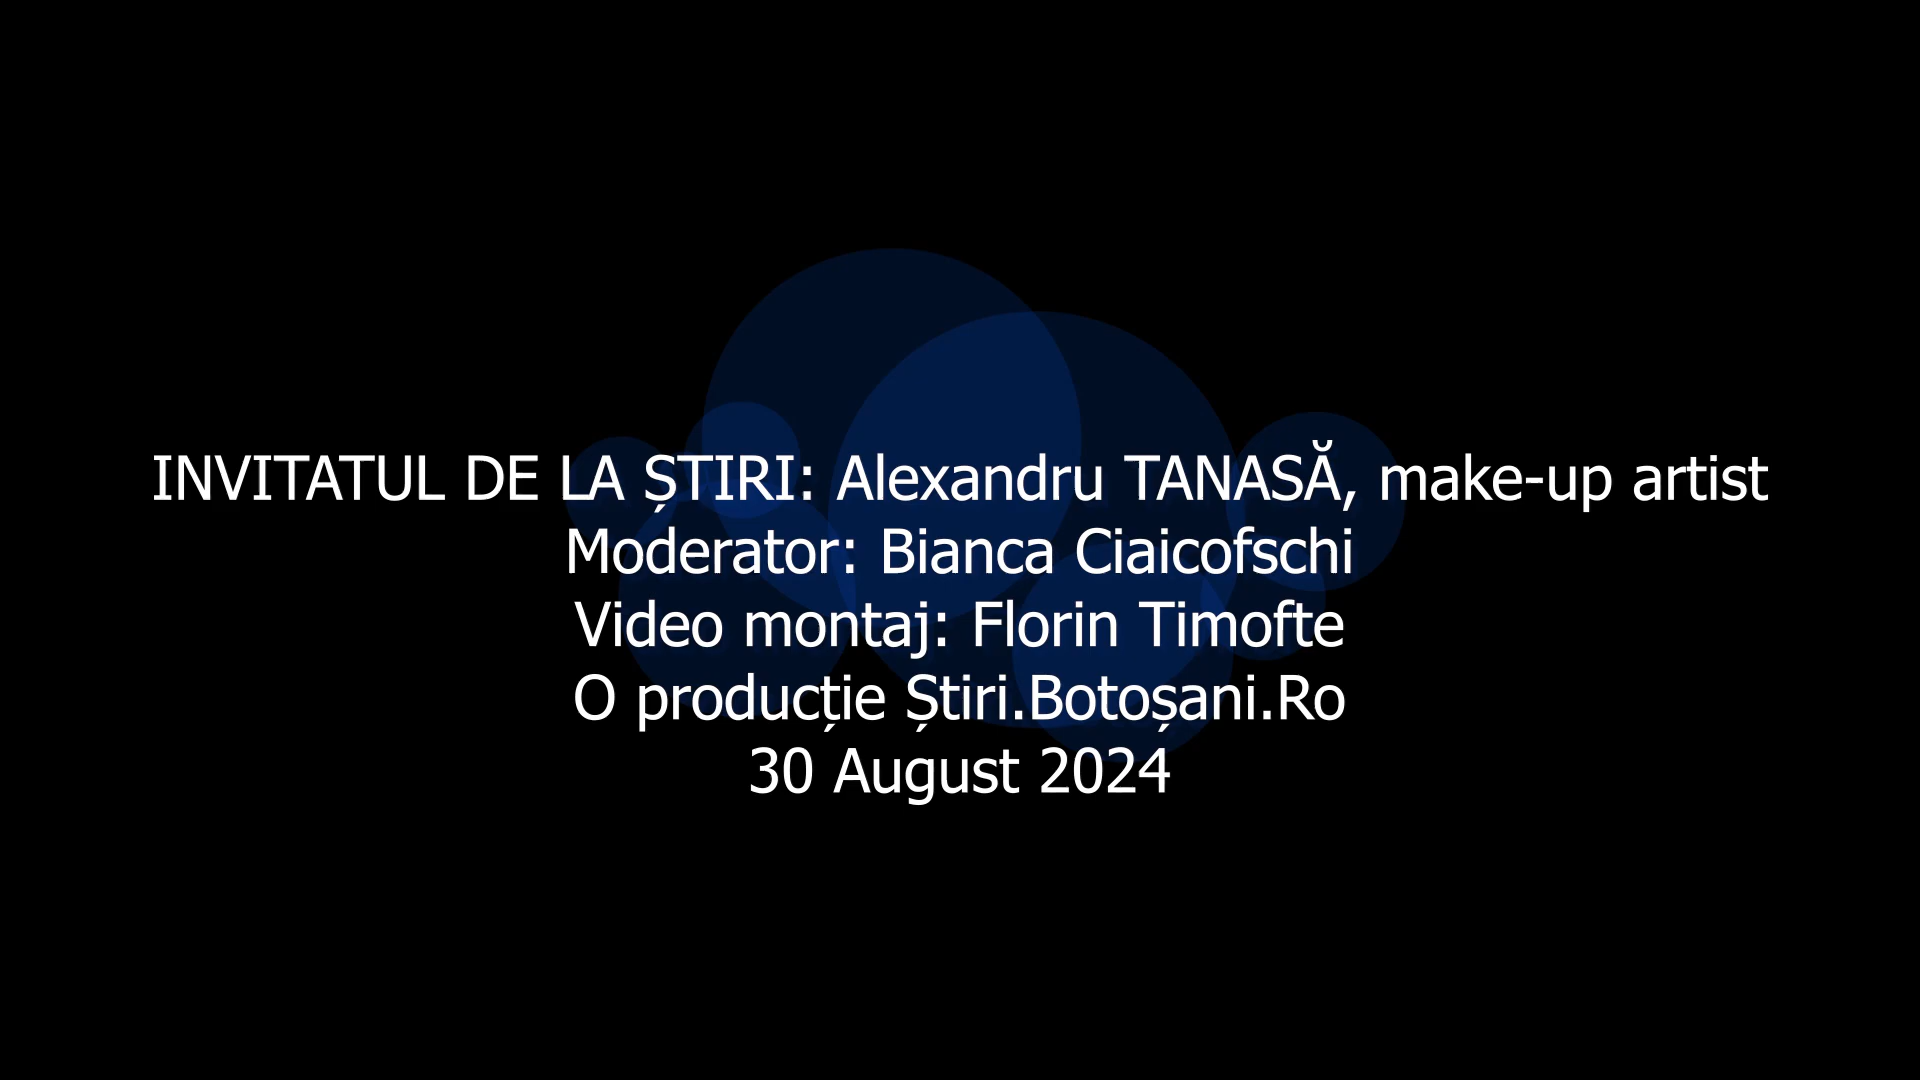 INVITATUL DE LA ȘTIRI: Alexandru TANASĂ, make-up artist
Moderator: Bianca Ciaicofschi
Video montaj: Florin Timofte
O producție Știri.Botoșani.Ro
30 August 2024